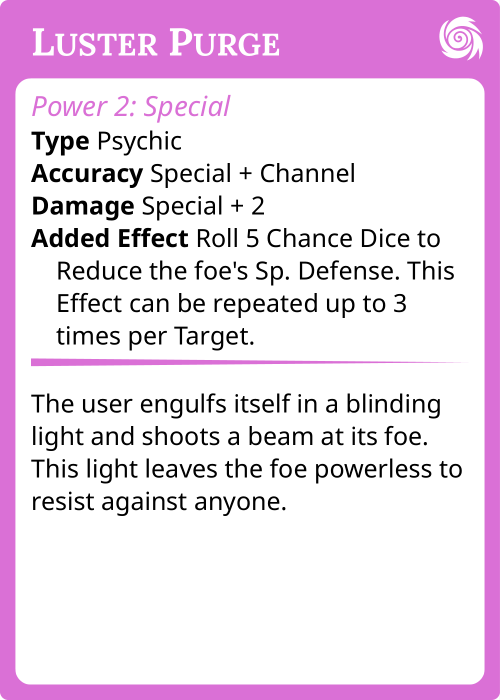 Luster Purge
Power 2: Special
Type Psychic
Accuracy Special + Channel
Damage Special + 2
Added Effect Roll 5 Chance Dice to
Reduce the foe's Sp. Defense. This
Effect can be repeated up to 3
times per Target.
The user engulfs itself in a blinding
light and shoots a beam at its foe.
This light leaves the foe powerless to
resist against anyone.